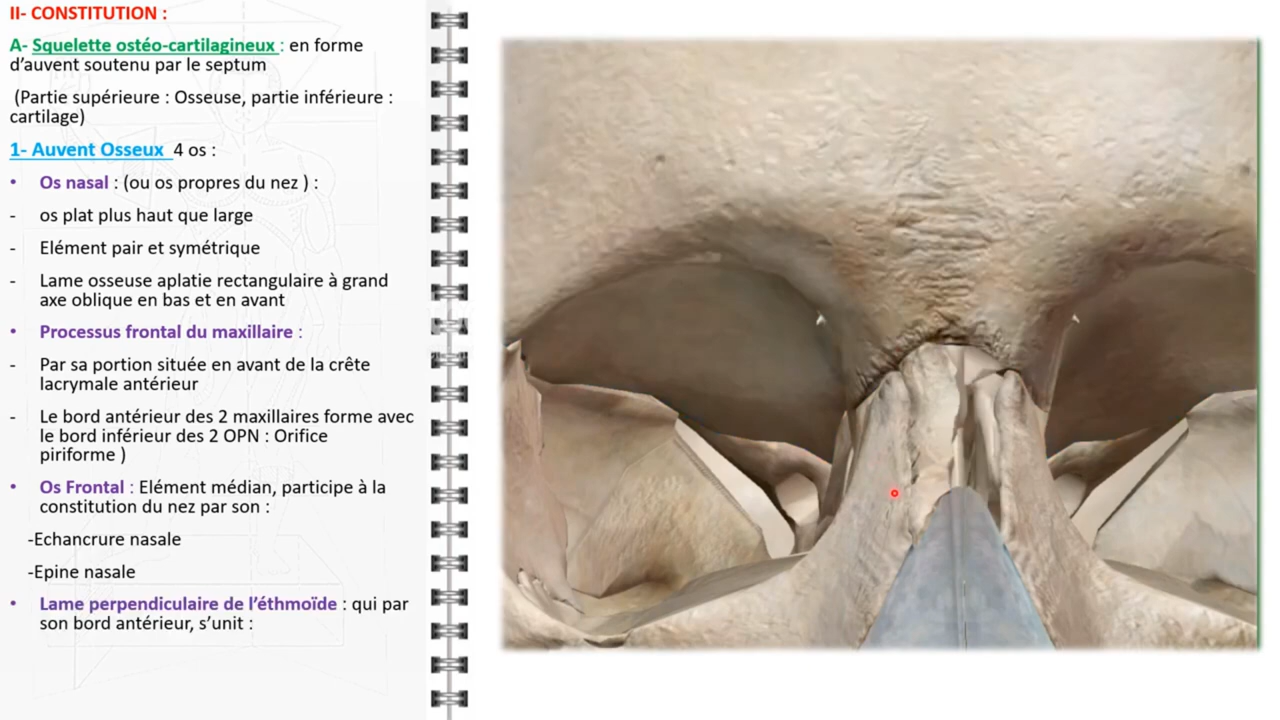 II- CONSTITUTION :
A- Squelette ostéo-cartilagineux : en forme
d’auvent soutenu par le septum
(Partie supérieure : Osseuse, partie inférieure :
cartilage)
1- Auvent Osseux 4 os :
• Os nasal : (ou os propres du nez ) :
- os plat plus haut que large
- Elément pair et symétrique
- Lame osseuse aplatie rectangulaire à grand
axe oblique en bas et en avant
• Processus frontal du maxillaire :
- Par sa portion située en avant de la crête
lacrymale antérieur
- Le bord antérieur des 2 maxillaires forme avec
le bord inférieur des 2 OPN : Orifice
piriforme )
• Os Frontal : Elément médian, participe à la
constitution du nez par son :
-Echancrure nasale
-Epine nasale
• Lame perpendiculaire de l’éthmoïde : qui par
son bord antérieur, s’unit :